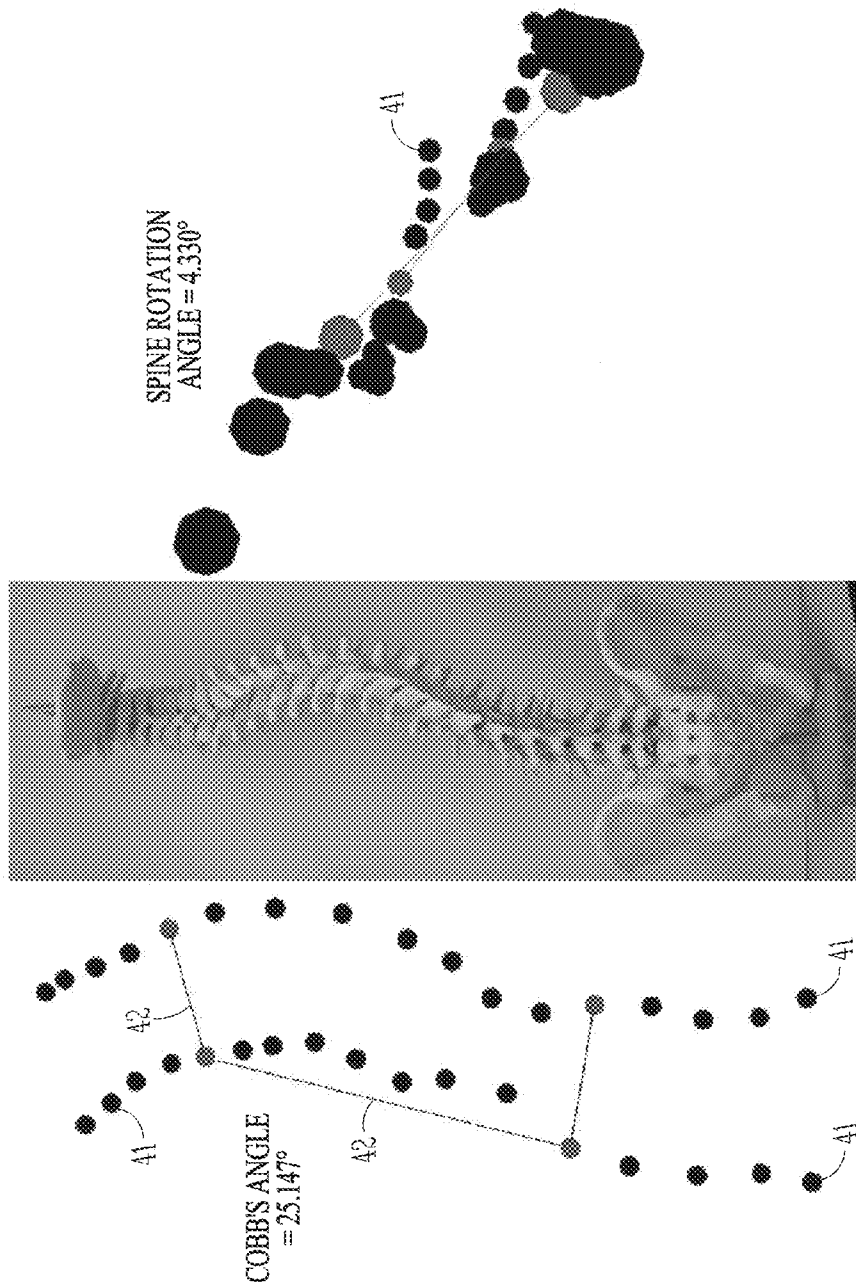 SPINE ROTATION
ANGLE = 4.330°
41
COBB'S ANGLE
= 25.147°
42
42
41
41
41